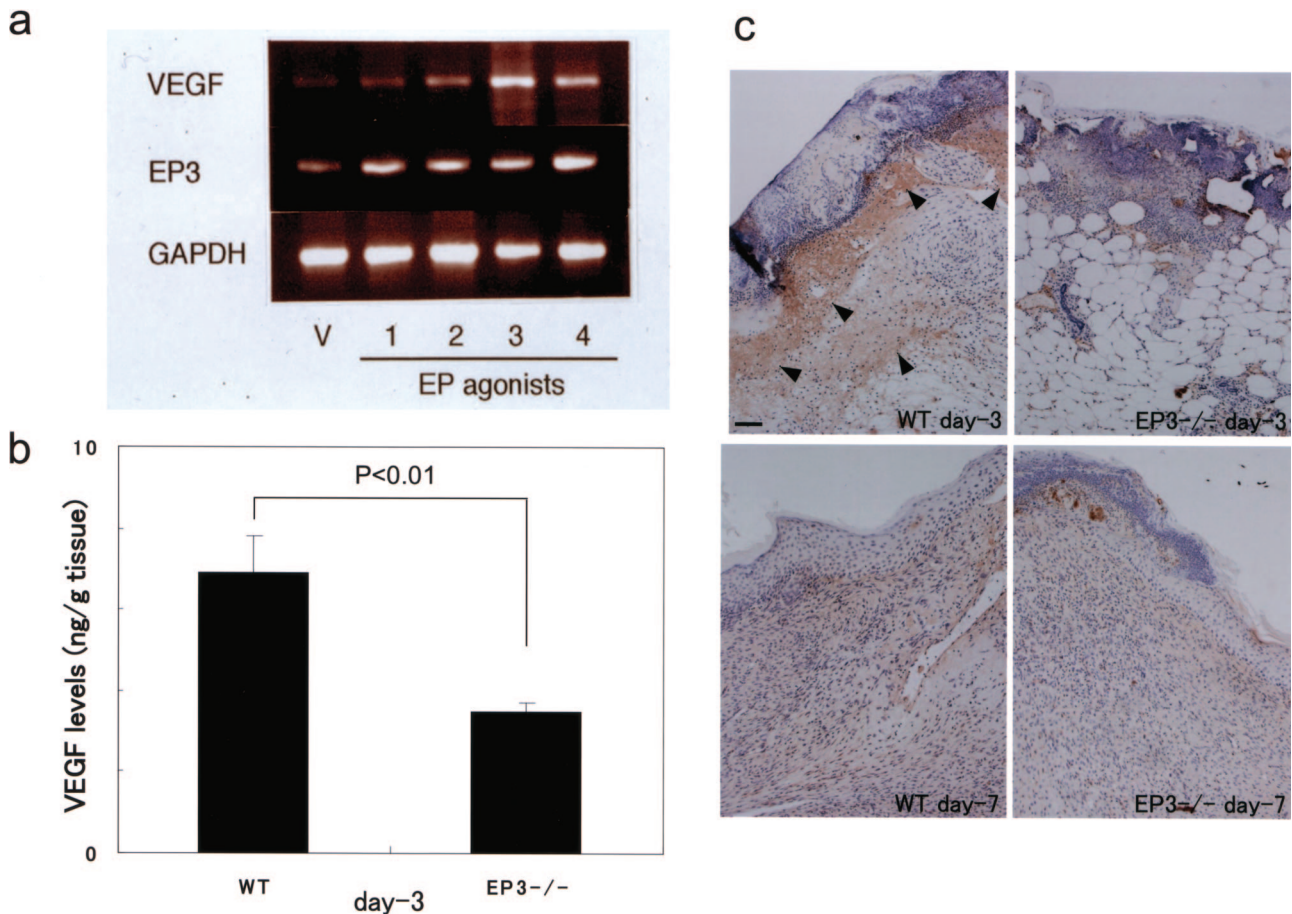 a
VEGF
EP3
GAPDH
V 1 2 3 4
EP agonists
b
10
P<0.01
VEGF levels (ng/g tissue)
0
WT EP3-/-
day-3
c
WT day-3
EP3-/- day-3
WT day-7
EP3-/- day-7